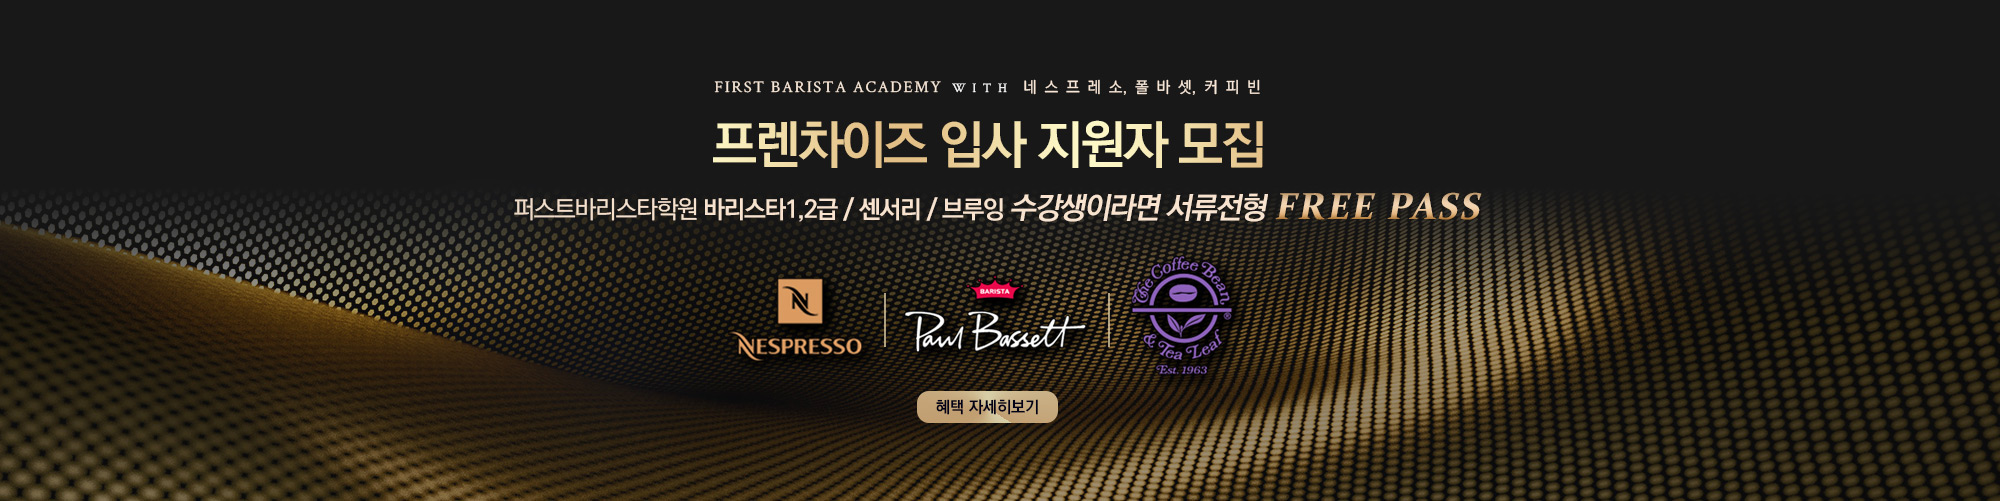 FIRST BARISTA ACADEMY WITH 네스프레소, 폴바셋, 커피빈
프렌차이즈 입사 지원자 모집
퍼스트바리스타학원 바리스타1,2급 / 센서리 / 브루잉 수강생이라면 서류전형 FREE PASS
N
NESPRESSO
BARISTA
Paul Bassett
The Coffee Bean ®
& Tea Leaf
Est. 1963
혜택 자세히보기